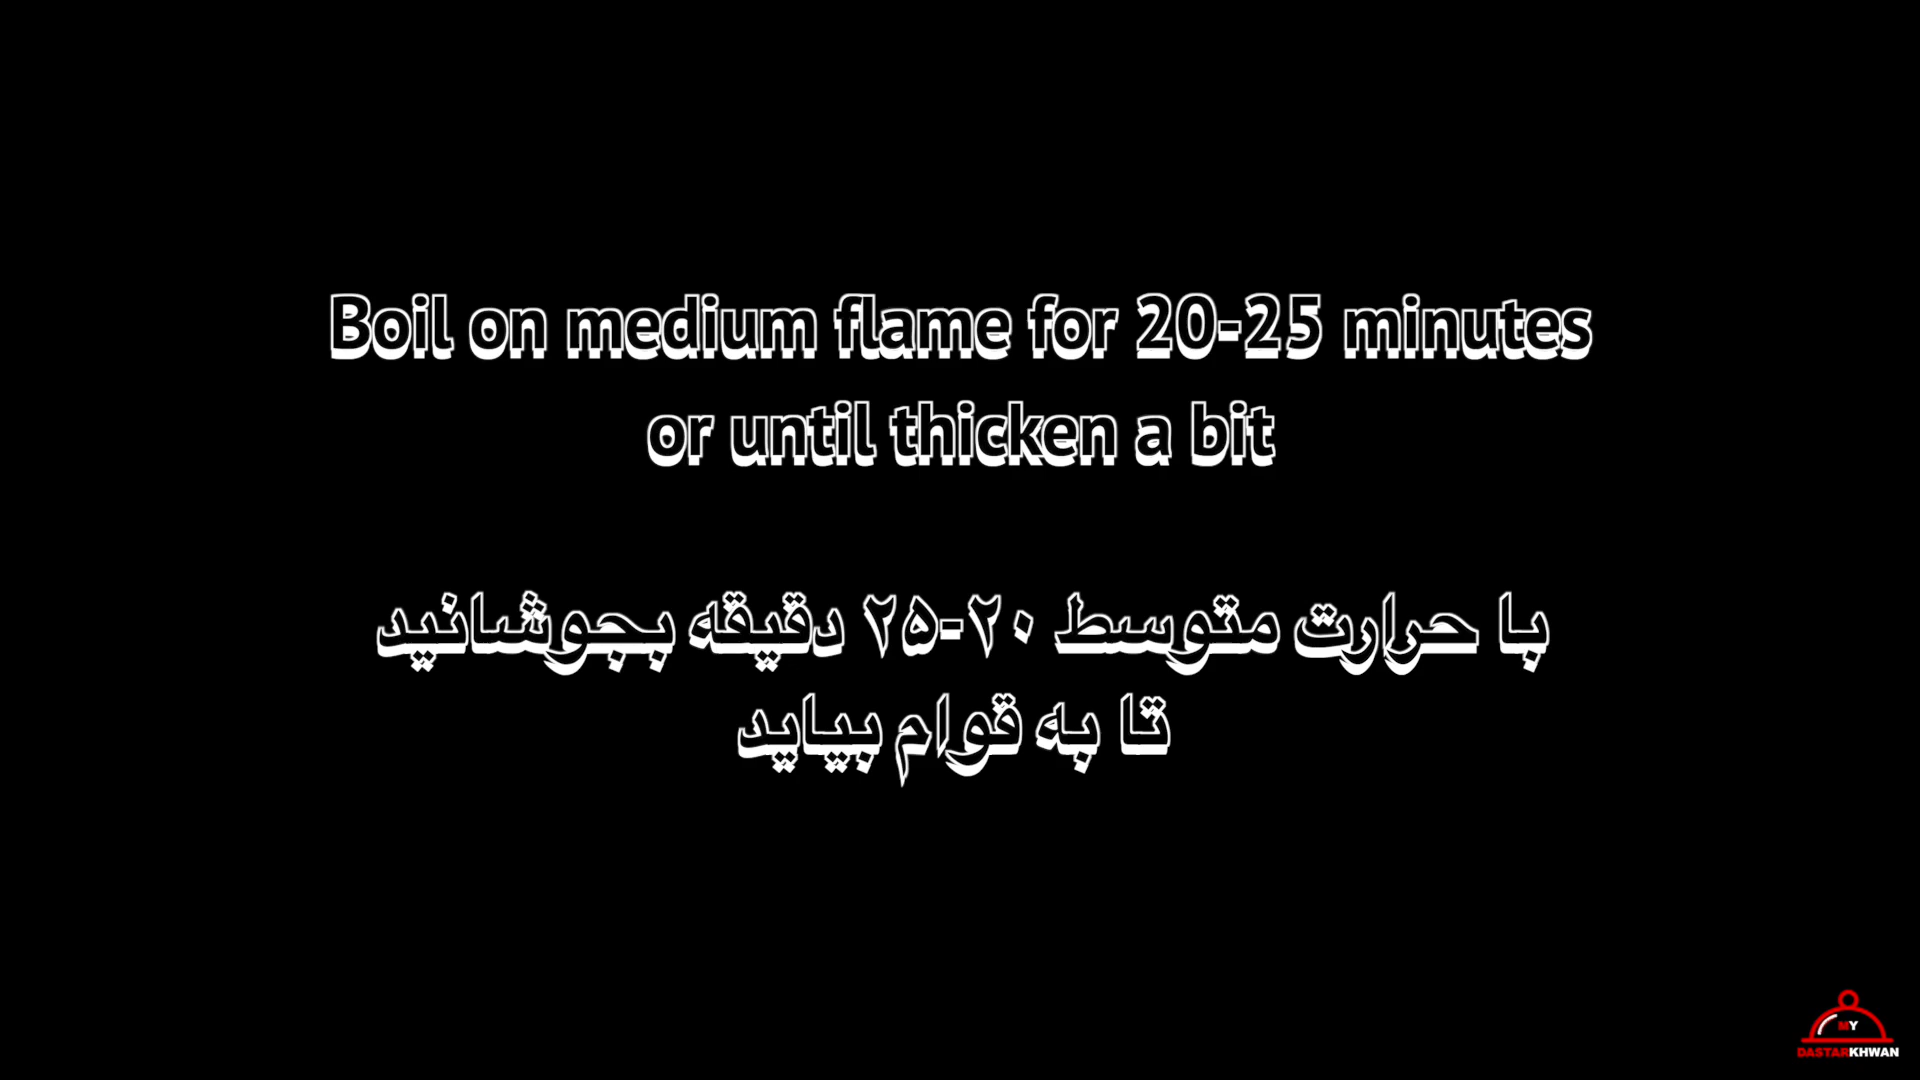 Boil on medium flame for 20-25 minutes
or until thicken a bit
با حرارت متوسط ۲۰-۲۵ دقیقه بجوشانید
تا به قوام بیاید
MY
DASTARKHWAN